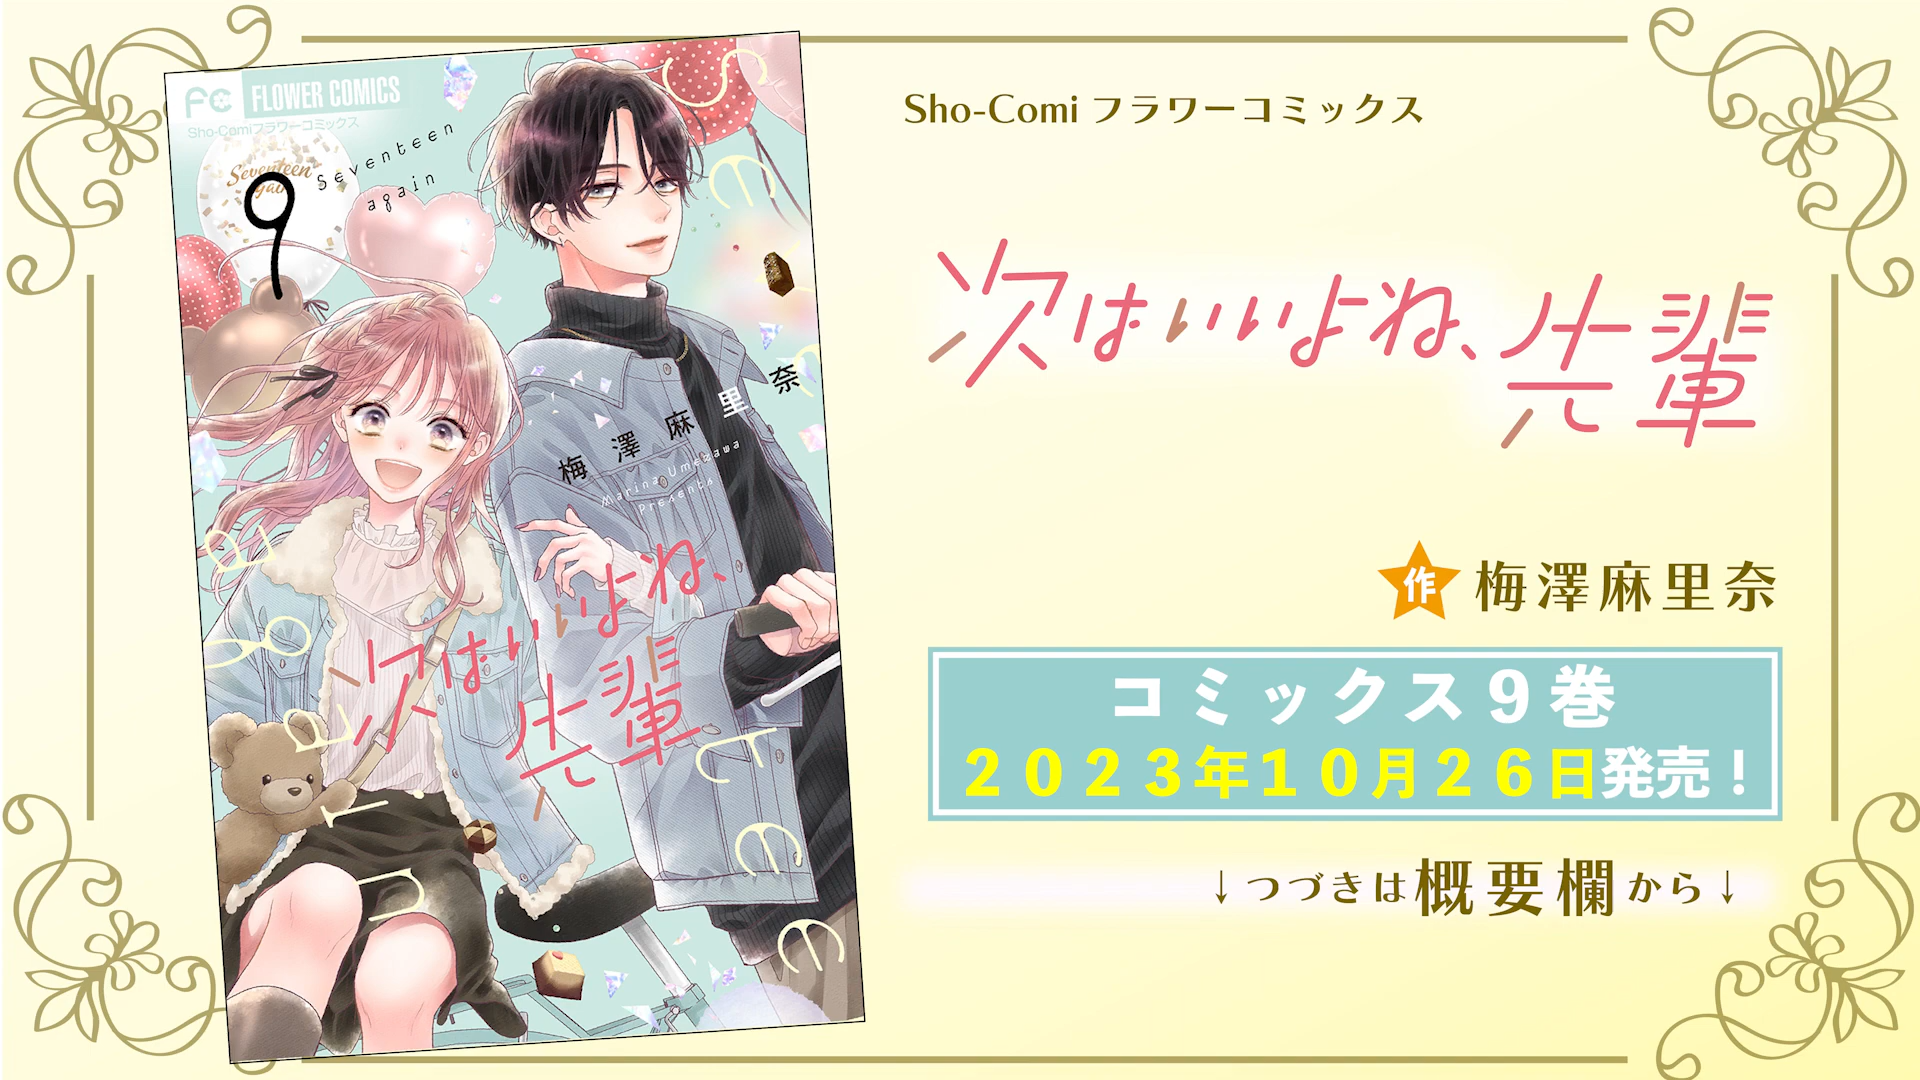 FC FLOWER COMICS
Sho-Comiフラワーコミックス
Seventeen
again
9
Seventeen
again
梅澤麻里奈
Marina Umezawa
presents
次はいいよね、
先輩
Sho-Comi フラワーコミックス
次はいいよね、先輩
作 梅澤麻里奈
コミックス9巻
2023年10月26日発売！
↓つづきは概要欄から↓